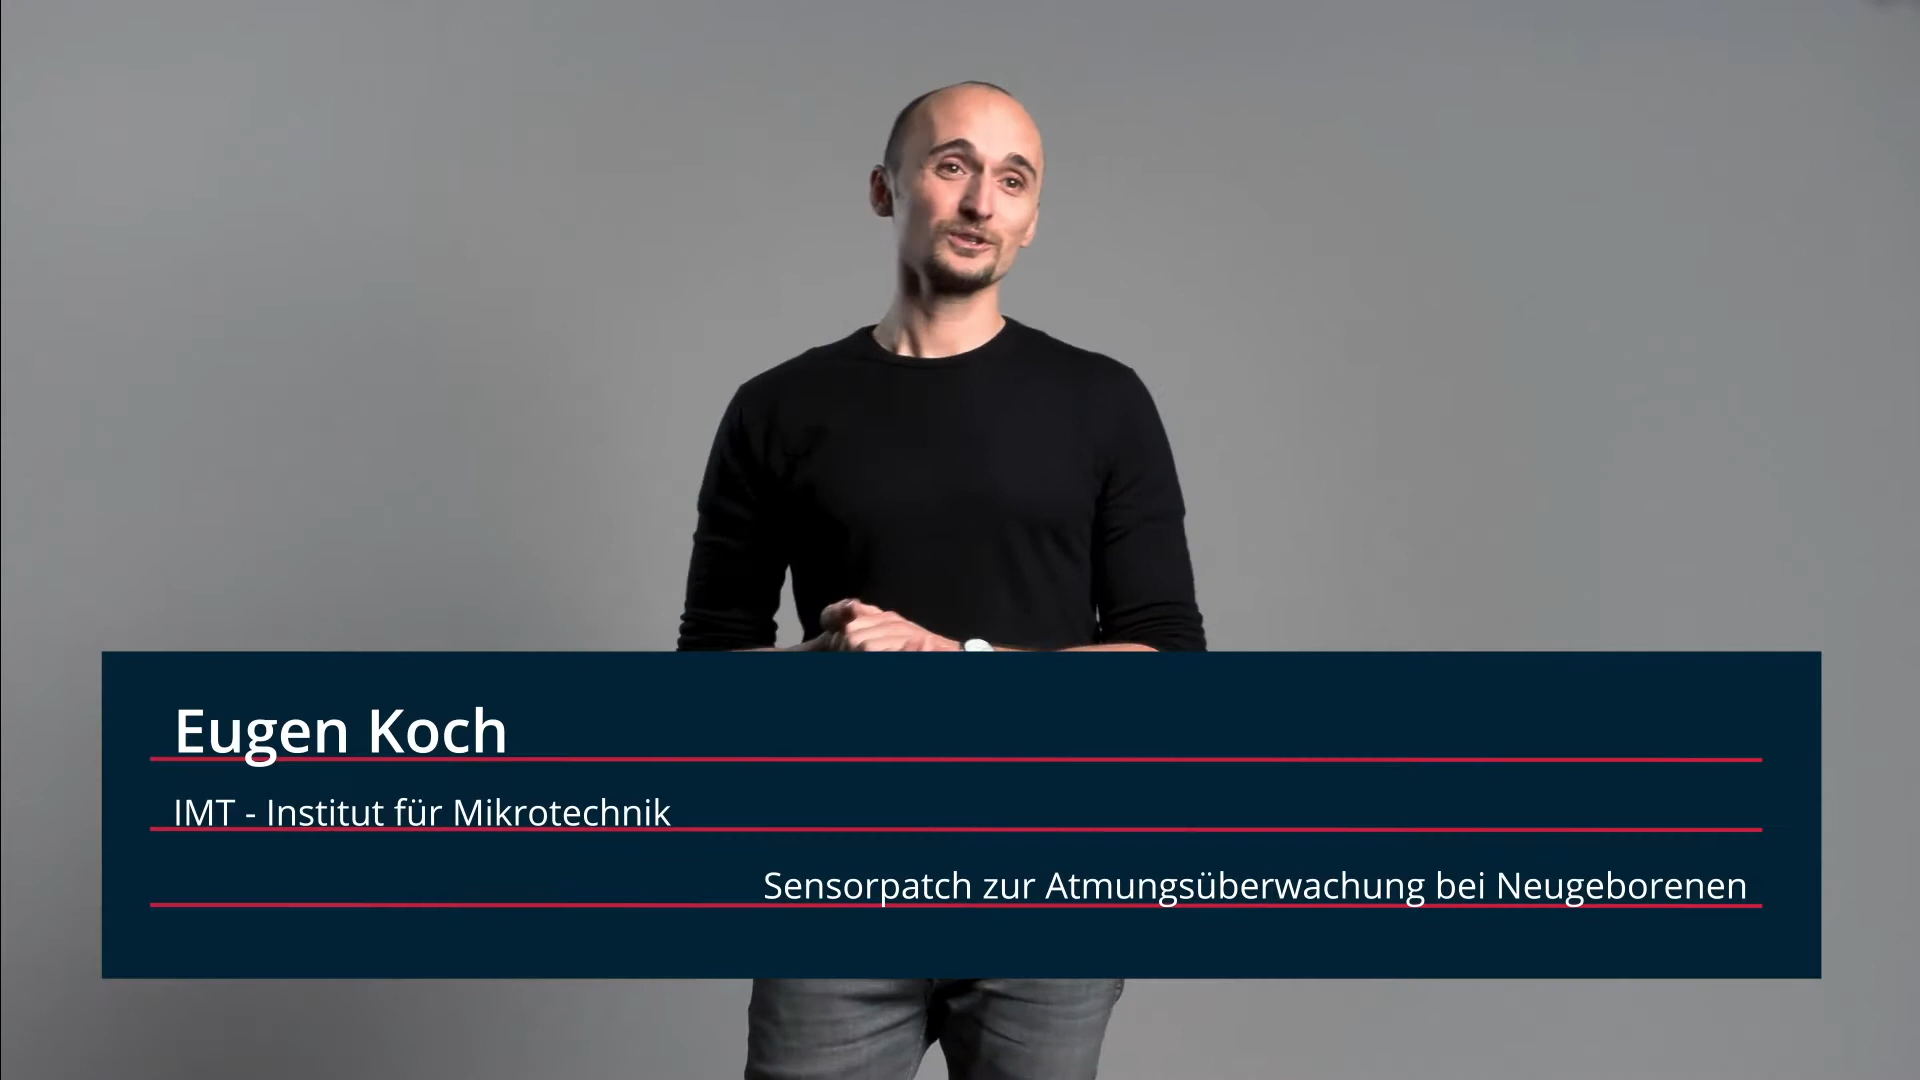 Eugen Koch
IMT - Institut für Mikrotechnik
Sensorpatch zur Atmungsüberwachung bei Neugeborenen